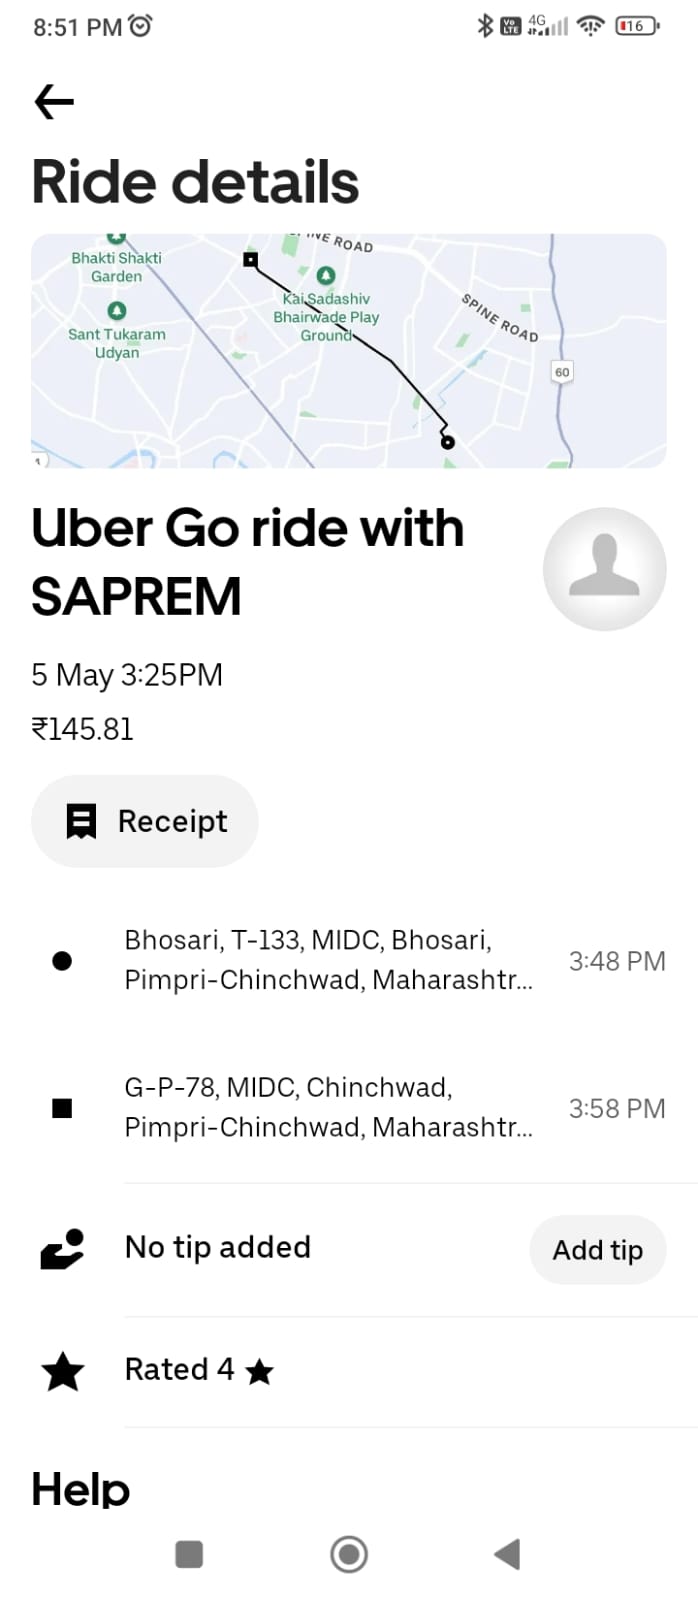 8:51 PM
Vo LTE 4G 16
Ride details
INE ROAD
Bhakti Shakti
Garden
Kai Sadashiv
Bhairwade Play
Ground
SPINE ROAD
Sant Tukaram
Udyan
60
Uber Go ride with
SAPREM
5 May 3:25PM
₹145.81
Receipt
Bhosari, T-133, MIDC, Bhosari,
Pimpri-Chinchwad, Maharashtr...
3:48 PM
G-P-78, MIDC, Chinchwad,
Pimpri-Chinchwad, Maharashtr...
3:58 PM
No tip added
Add tip
Rated 4
Help